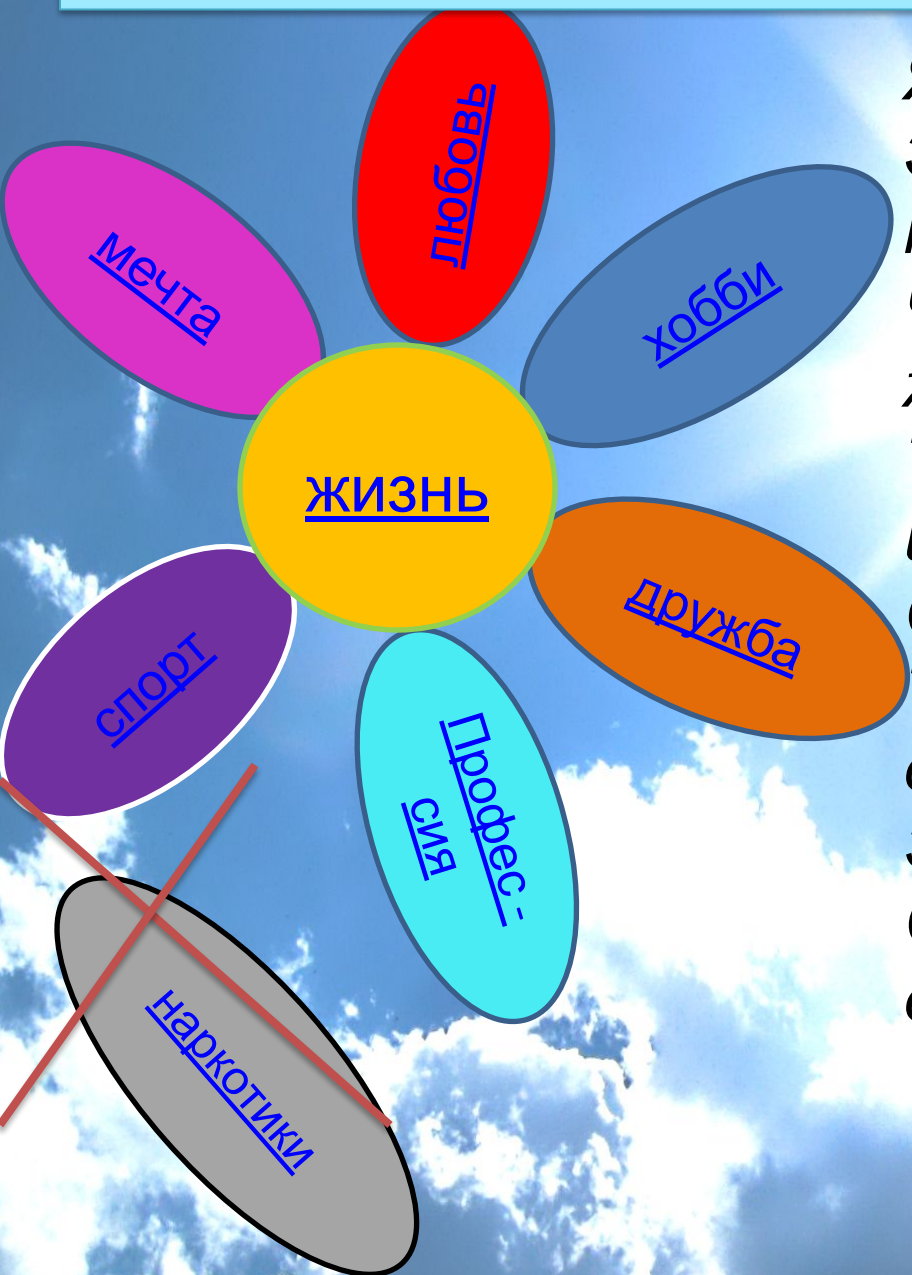 любовь
мечта
хобби
жизнь
дружба
спорт
Профес -
сия
наркотики